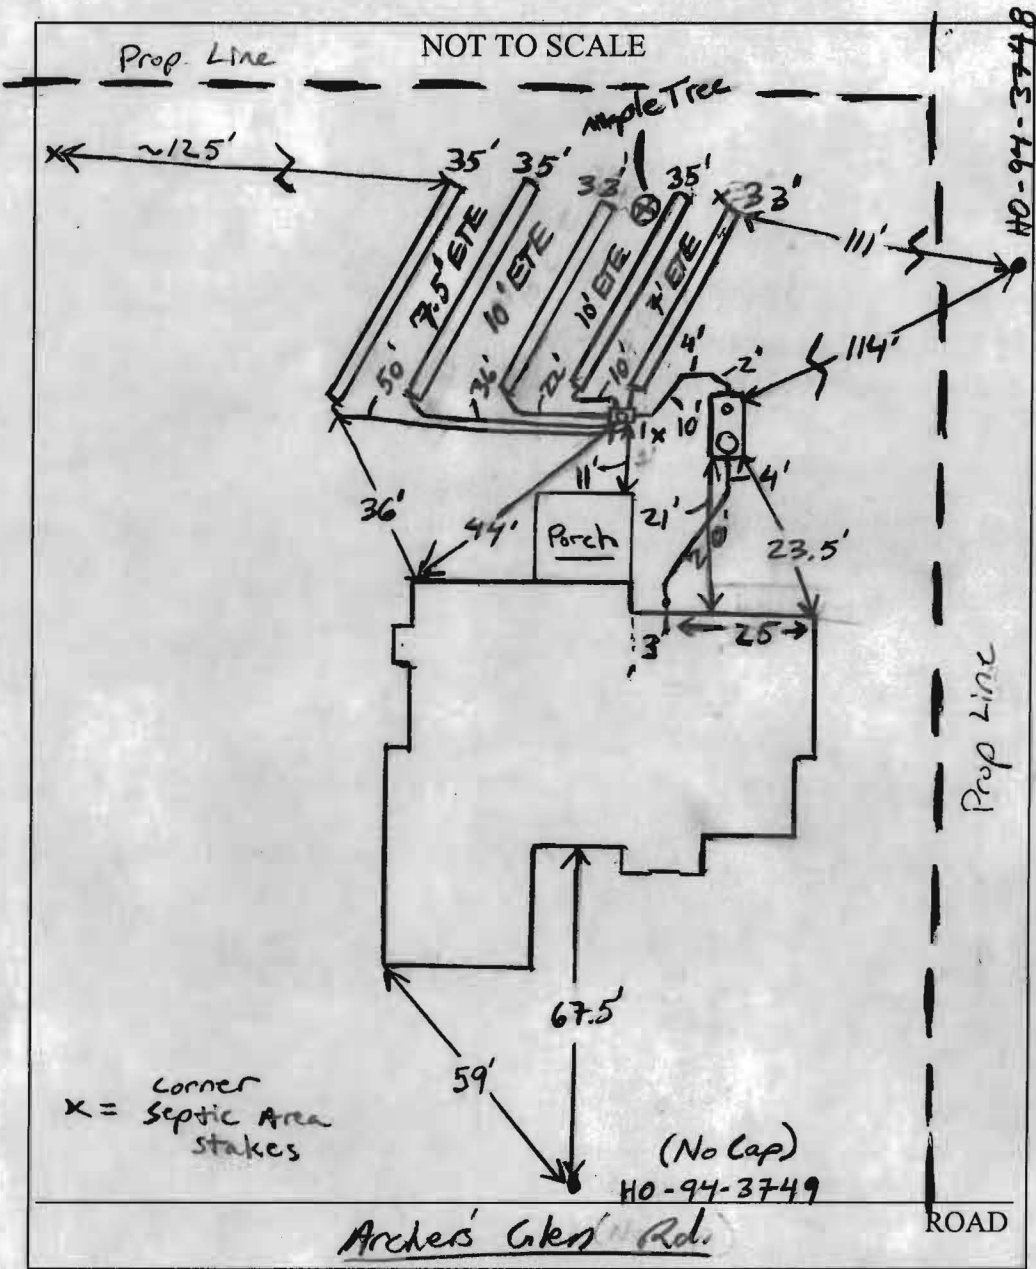 NOT TO SCALE
Prop. Line
HO-94-3748
Maple Tree
~125'
35'
35'
33'
35'
33'
7.5' ETE
10' ETE
10' ETE
7' ETE
111'
114'
50'
36'
22'
10'
4'
2'
10'
4'
11'
36'
44'
Porch
21'
23.5'
3'
25
Prop Line
67.5'
59'
x = Corner
Septic Area
stakes
(No Cap)
HO-94-3749
Archers' Glen Rd.
ROAD